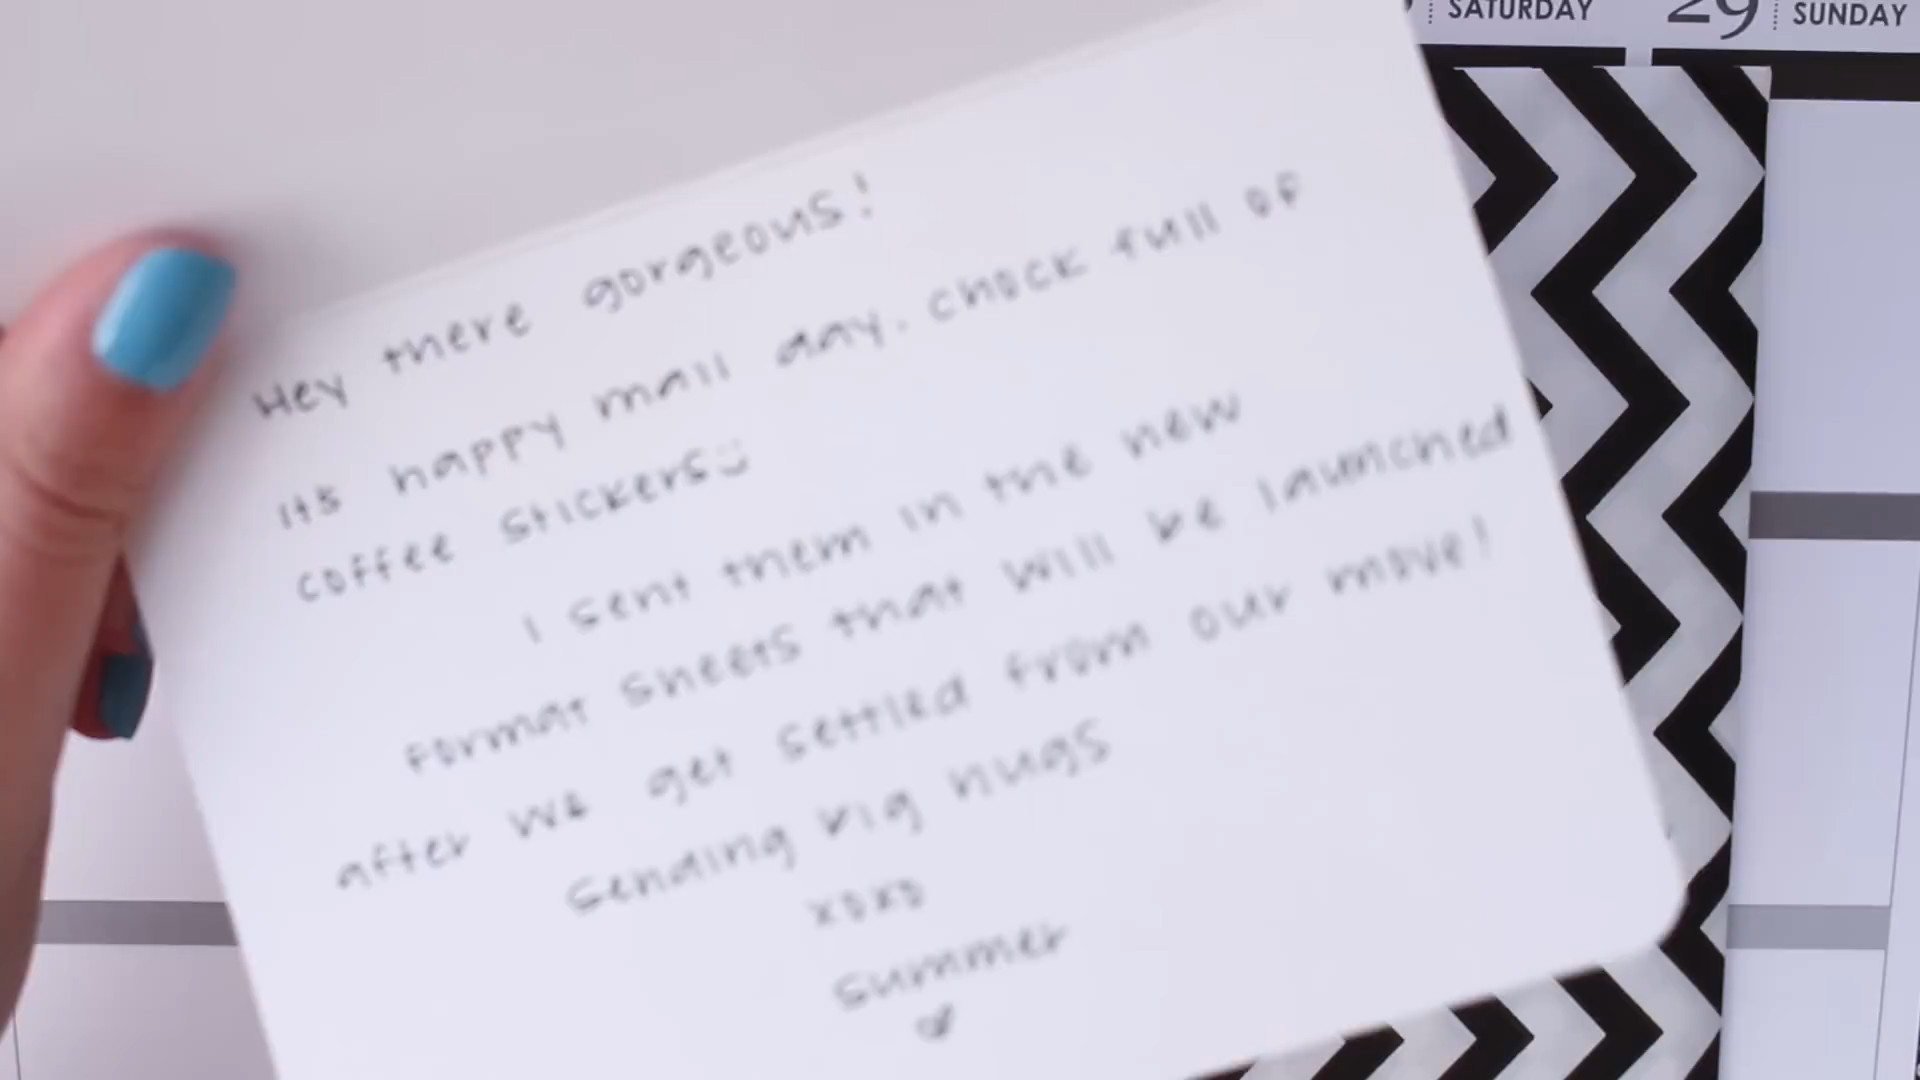 SATURDAY
29 SUNDAY
Hey there gorgeous!
Its happy mail day. Chock full of
coffee stickers
I sent them in the new
format sheets that will be launched
after we get settled from our move!
Sending big hugs
xoxo
Summer